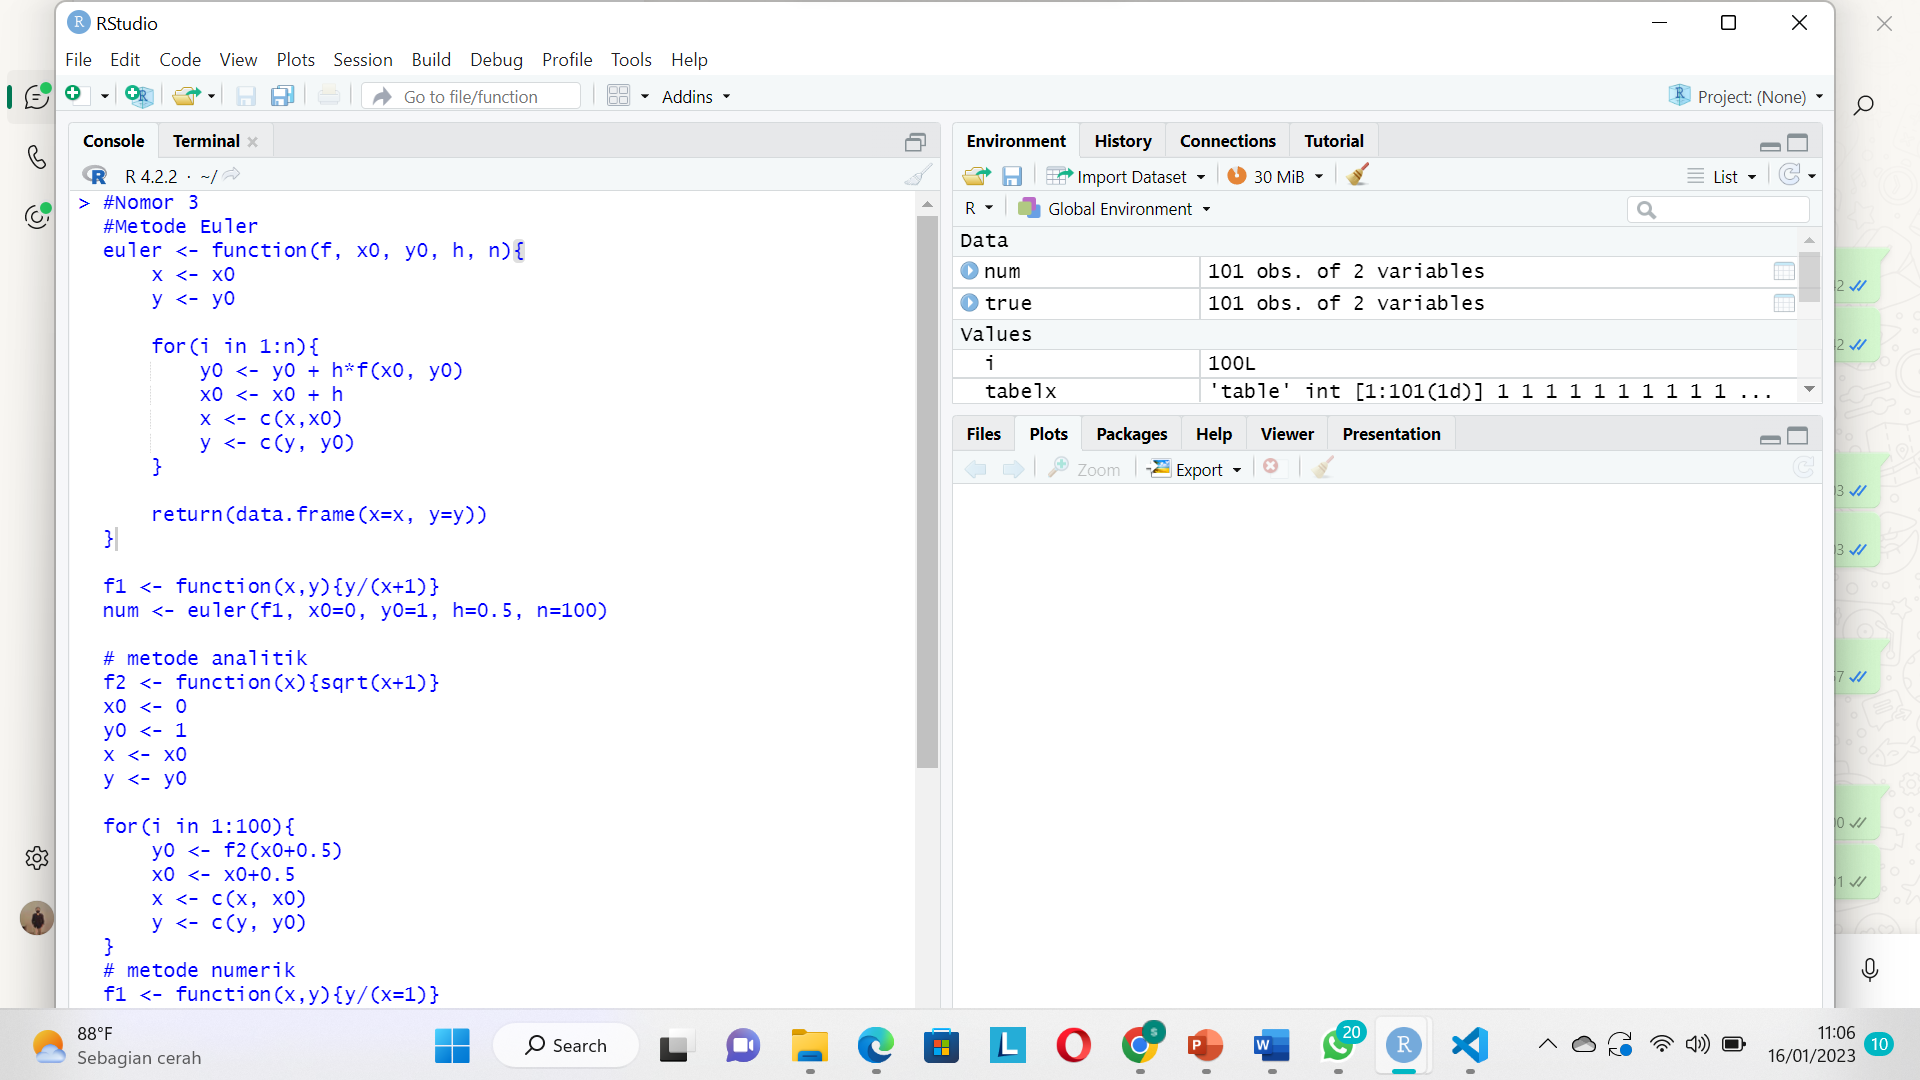 RStudio
File Edit Code View Plots Session Build Debug Profile Tools Help
Go to file/function Addins Project: (None)
Console Terminal
R 4.2.2 · ~/
> #Nomor 3
#Metode Euler
euler <- function(f, x0, y0, h, n){
    x <- x0
    y <- y0
    for(i in 1:n){
        y0 <- y0 + h*f(x0, y0)
        x0 <- x0 + h
        x <- c(x,x0)
        y <- c(y, y0)
    }
    return(data.frame(x=x, y=y))
}
f1 <- function(x,y){y/(x+1)}
num <- euler(f1, x0=0, y0=1, h=0.5, n=100)
# metode analitik
f2 <- function(x){sqrt(x+1)}
x0 <- 0
y0 <- 1
x <- x0
y <- y0
for(i in 1:100){
    y0 <- f2(x0+0.5)
    x0 <- x0+0.5
    x <- c(x, x0)
    y <- c(y, y0)
}
# metode numerik
f1 <- function(x,y){y/(x=1)}
Environment History Connections Tutorial
Import Dataset 30 MiB List
R Global Environment
Data
num 101 obs. of 2 variables
true 101 obs. of 2 variables
Values
i 100L
tabelx 'table' int [1:101(1d)] 1 1 1 1 1 1 1 1 1 1 ...
Files Plots Packages Help Viewer Presentation
Zoom Export
88°F
Sebagian cerah
Search
20
11:06
16/01/2023
10